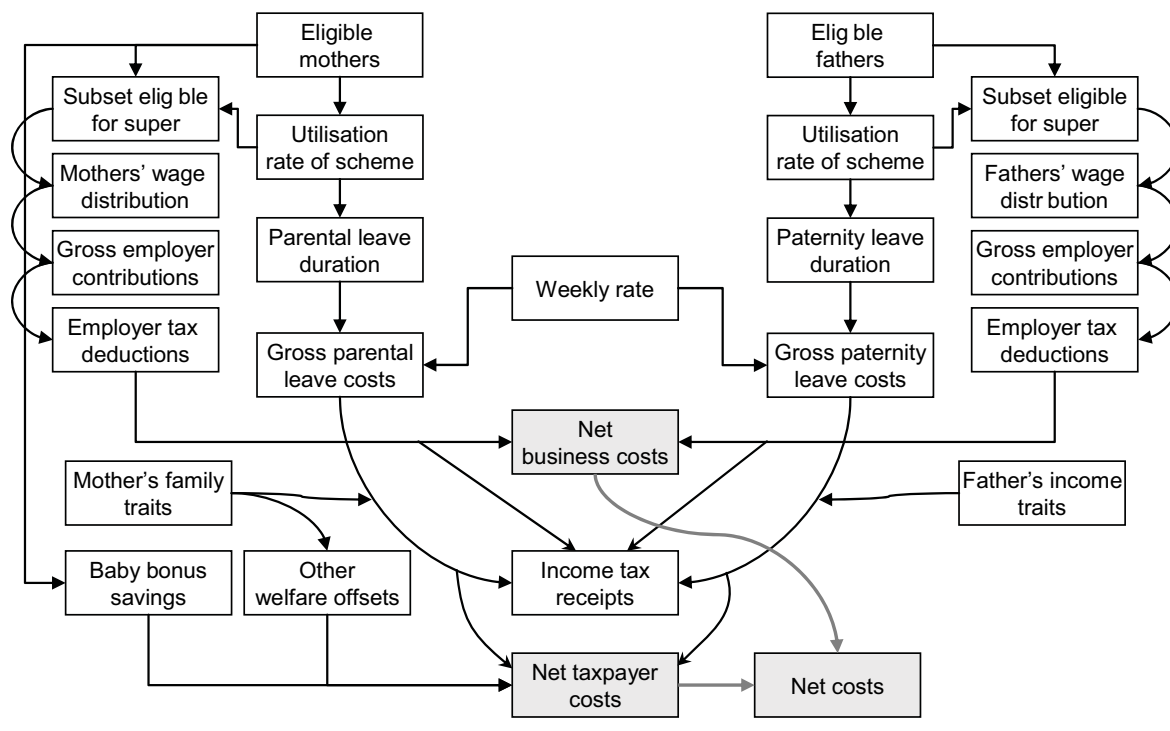 Eligible
mothers
Elig ble
fathers
Subset elig ble
for super
Utilisation
rate of scheme
Utilisation
rate of scheme
Subset eligible
for super
Mothers’ wage
distribution
Fathers’ wage
distr bution
Parental leave
duration
Paternity leave
duration
Gross employer
contributions
Weekly rate
Gross employer
contributions
Employer tax
deductions
Gross parental
leave costs
Gross paternity
leave costs
Employer tax
deductions
Net
business costs
Mother’s family
traits
Father’s income
traits
Baby bonus
savings
Other
welfare offsets
Income tax
receipts
Net taxpayer
costs
Net costs